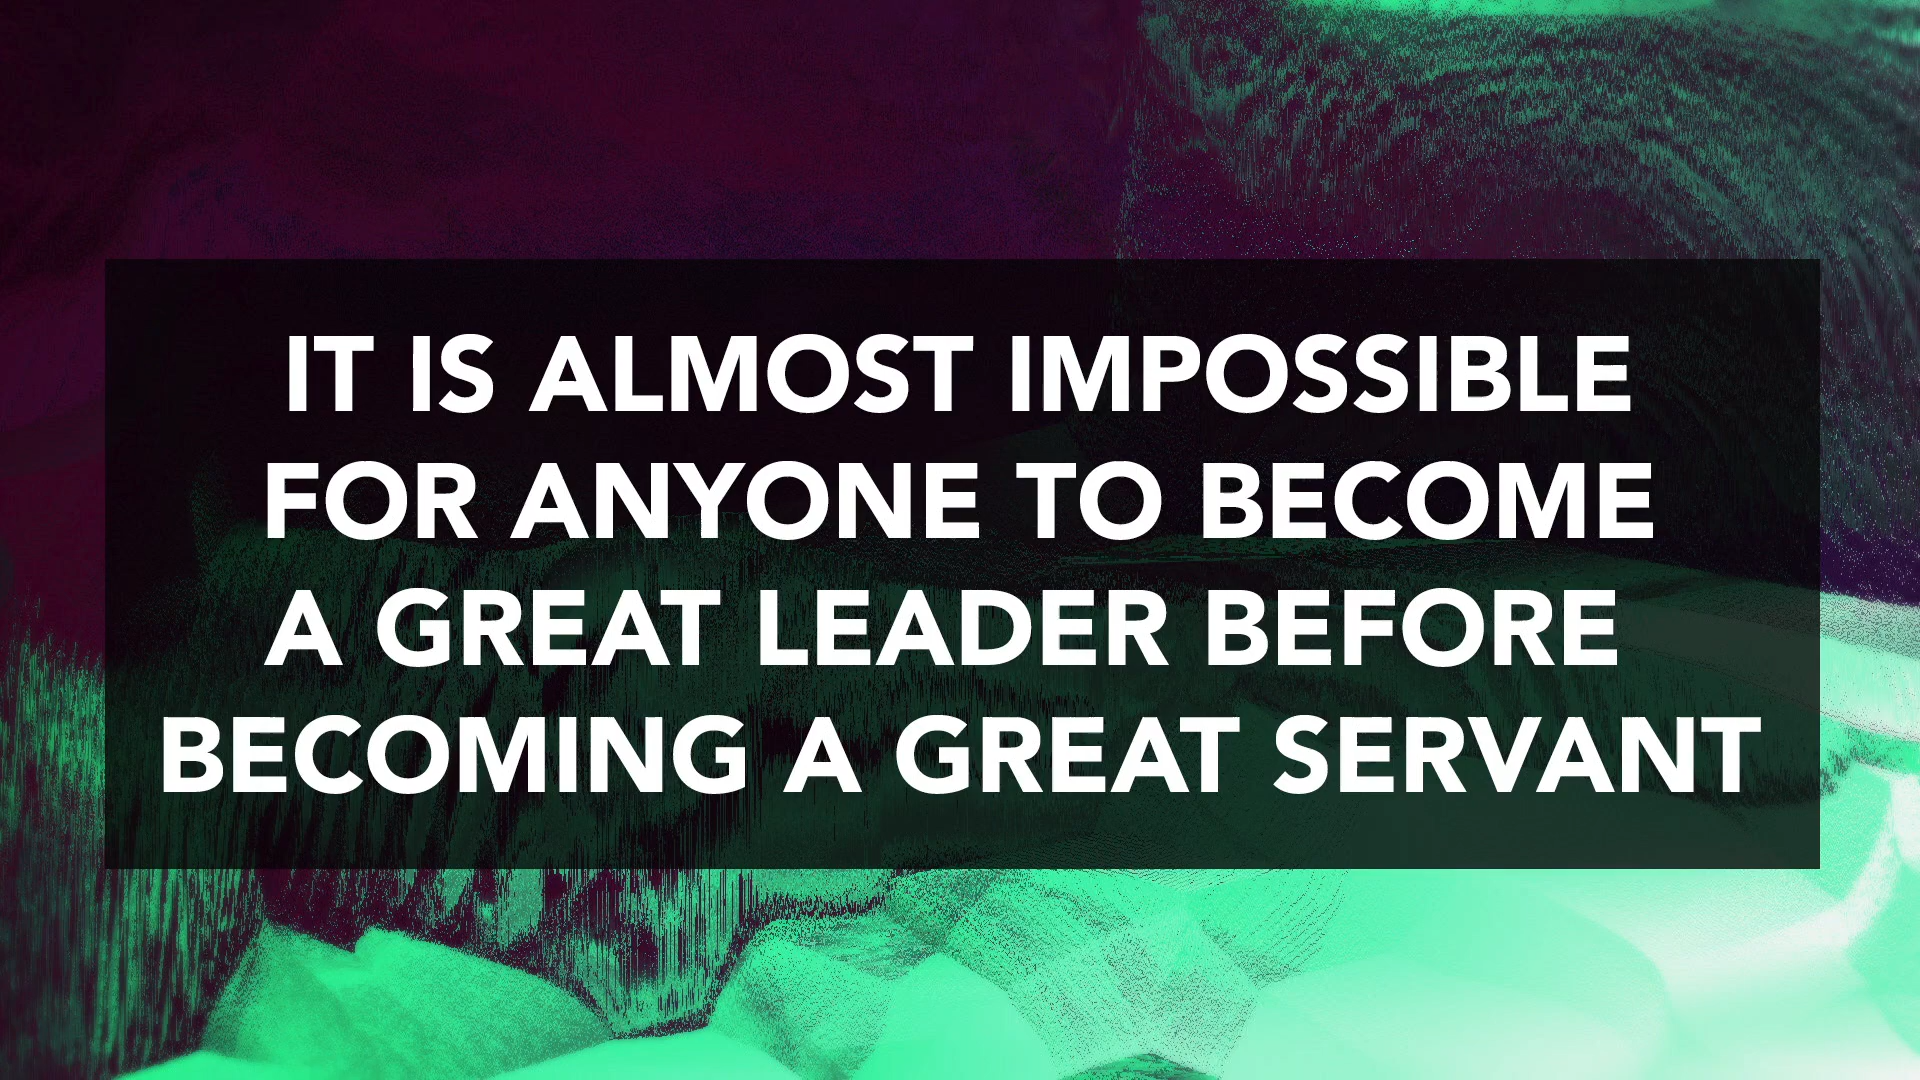 IT IS ALMOST IMPOSSIBLE
FOR ANYONE TO BECOME
A GREAT LEADER BEFORE
BECOMING A GREAT SERVANT